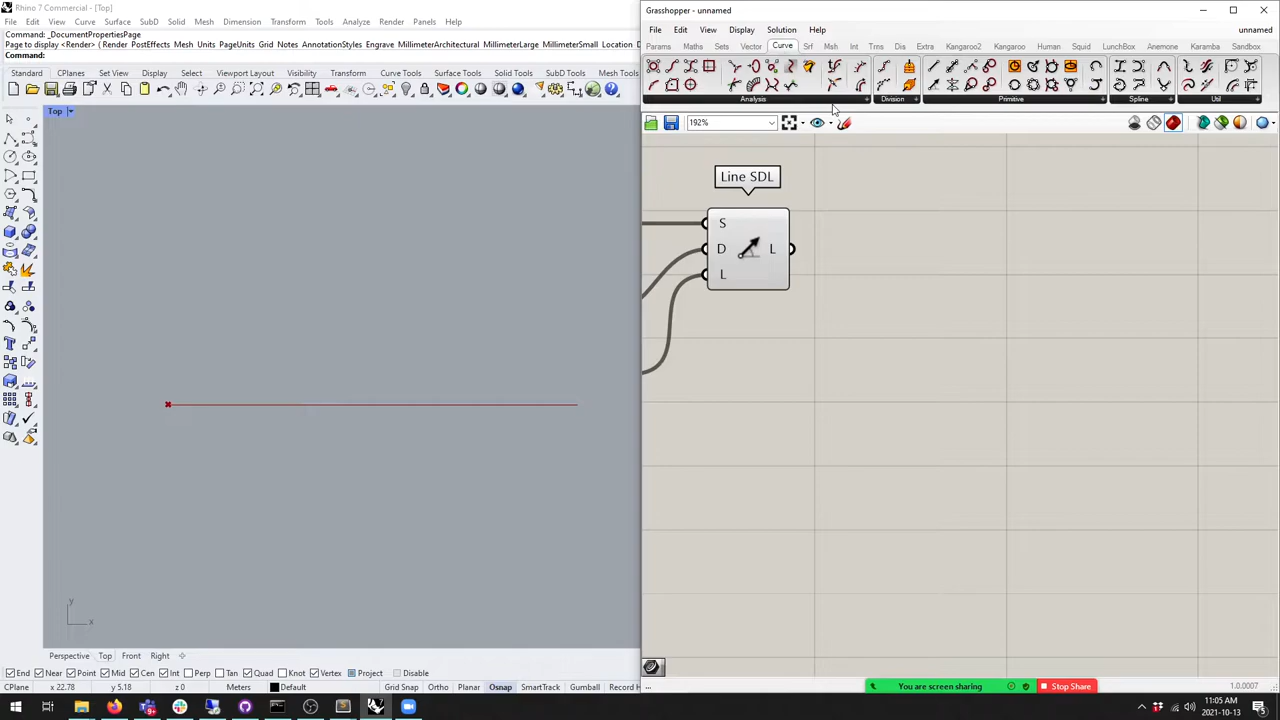 Rhino 7 Commercial - [Top]
File Edit View Curve Surface SubD Solid Mesh Dimension Transform Tools Analyze Render Panels Help
Command: _DocumentPropertiesPage
Page to display <Render> ( Render PostEffects Mesh Units PageUnits Grid Notes AnnotationStyles Engrave MillimeterArchitectural MillimeterLarge MillimeterSmall Location
Command:
Standard CPlanes Set View Display Select Viewport Layout Visibility Transform Curve Tools Surface Tools Solid Tools Mesh Tools
Top
y
x
Perspective Top Front Right
End Near Point Mid Cen Int Perp Tan Quad Knot Vertex Project Disable
CPlane x 22.78 y 5.18 z 0 Meters Default Grid Snap Ortho Planar Osnap SmartTrack Gumball Record H
Grasshopper - unnamed
File Edit View Display Solution Help unnamed
Params Maths Sets Vector Curve Srf Msh Int Trns Dis Extra Kangaroo2 Kangaroo Human Squid LunchBox Anemone Karamba Sandbox
Analysis Division Primitive Spline Util
192%
Line SDL
S
D L
L
...
You are screen sharing Stop Share
1.0.0007
11:05 AM
2021-10-13
5